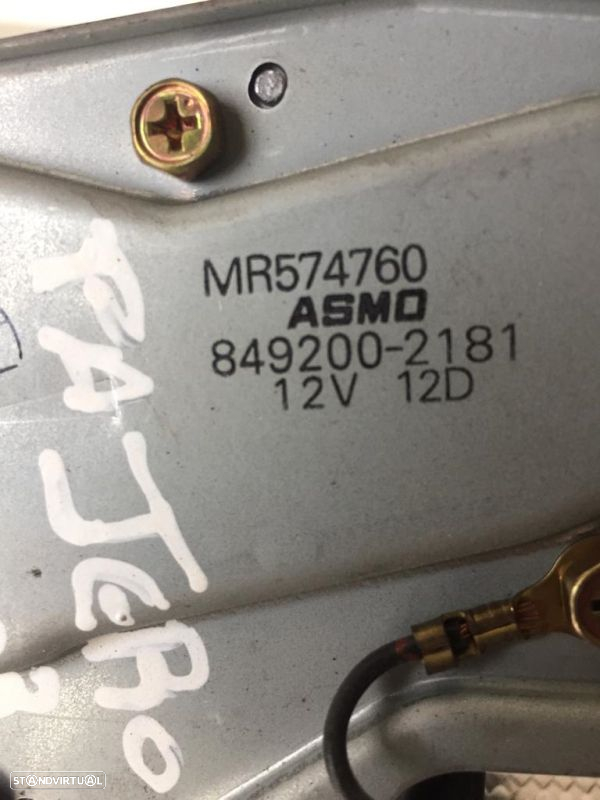 MR574760
ASMO
849200-2181
12V 12D
PAJERO
STANDVIRTUAL